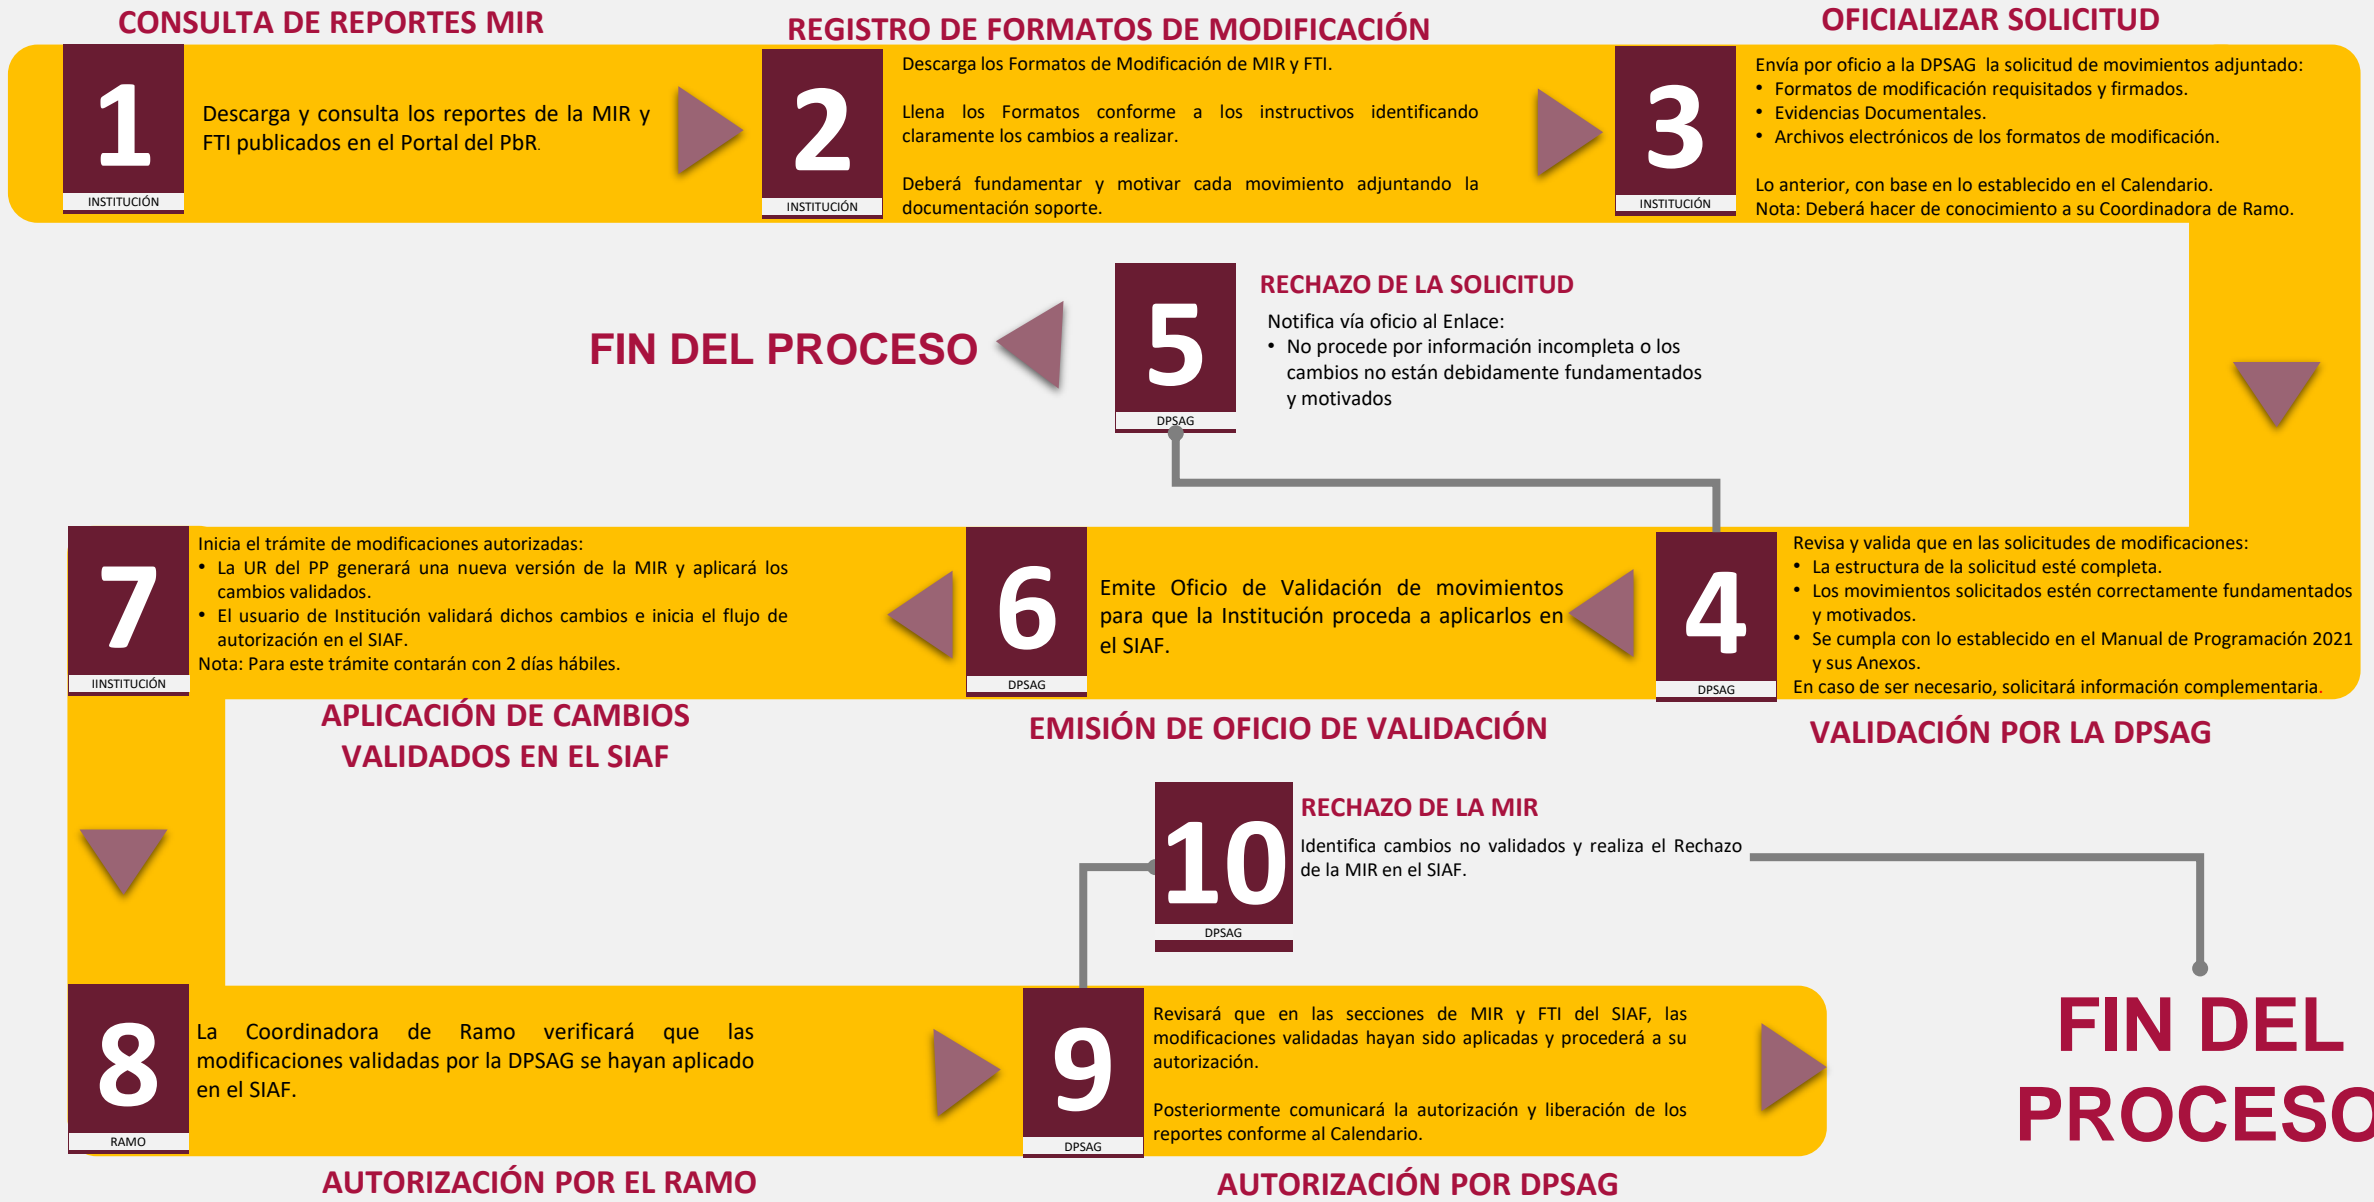 CONSULTA DE REPORTES MIR
1
INSTITUCIÓN
Descarga y consulta los reportes de la MIR y
FTI publicados en el Portal del PbR.
REGISTRO DE FORMATOS DE MODIFICACIÓN
2
INSTITUCIÓN
Descarga los Formatos de Modificación de MIR y FTI.
Llena los Formatos conforme a los instructivos identificando
claramente los cambios a realizar.
Deberá fundamentar y motivar cada movimiento adjuntando la
documentación soporte.
OFICIALIZAR SOLICITUD
3
INSTITUCIÓN
Envía por oficio a la DPSAG la solicitud de movimientos adjuntado:
• Formatos de modificación requisitados y firmados.
• Evidencias Documentales.
• Archivos electrónicos de los formatos de modificación.
Lo anterior, con base en lo establecido en el Calendario.
Nota: Deberá hacer de conocimiento a su Coordinadora de Ramo.
FIN DEL PROCESO
5
DPSAG
RECHAZO DE LA SOLICITUD
Notifica vía oficio al Enlace:
• No procede por información incompleta o los
cambios no están debidamente fundamentados
y motivados
4
DPSAG
Revisa y valida que en las solicitudes de modificaciones:
• La estructura de la solicitud esté completa.
• Los movimientos solicitados estén correctamente fundamentados
y motivados.
• Se cumpla con lo establecido en el Manual de Programación 2021
y sus Anexos.
En caso de ser necesario, solicitará información complementaria.
VALIDACIÓN POR LA DPSAG
6
DPSAG
Emite Oficio de Validación de movimientos
para que la Institución proceda a aplicarlos en
el SIAF.
EMISIÓN DE OFICIO DE VALIDACIÓN
7
IINSTITUCIÓN
Inicia el trámite de modificaciones autorizadas:
• La UR del PP generará una nueva versión de la MIR y aplicará los
cambios validados.
• El usuario de Institución validará dichos cambios e inicia el flujo de
autorización en el SIAF.
Nota: Para este trámite contarán con 2 días hábiles.
APLICACIÓN DE CAMBIOS
VALIDADOS EN EL SIAF
10
DPSAG
RECHAZO DE LA MIR
Identifica cambios no validados y realiza el Rechazo
de la MIR en el SIAF.
8
RAMO
La Coordinadora de Ramo verificará que las
modificaciones validadas por la DPSAG se hayan aplicado
en el SIAF.
AUTORIZACIÓN POR EL RAMO
9
DPSAG
Revisará que en las secciones de MIR y FTI del SIAF, las
modificaciones validadas hayan sido aplicadas y procederá a su
autorización.
Posteriormente comunicará la autorización y liberación de los
reportes conforme al Calendario.
AUTORIZACIÓN POR DPSAG
FIN DEL
PROCESO